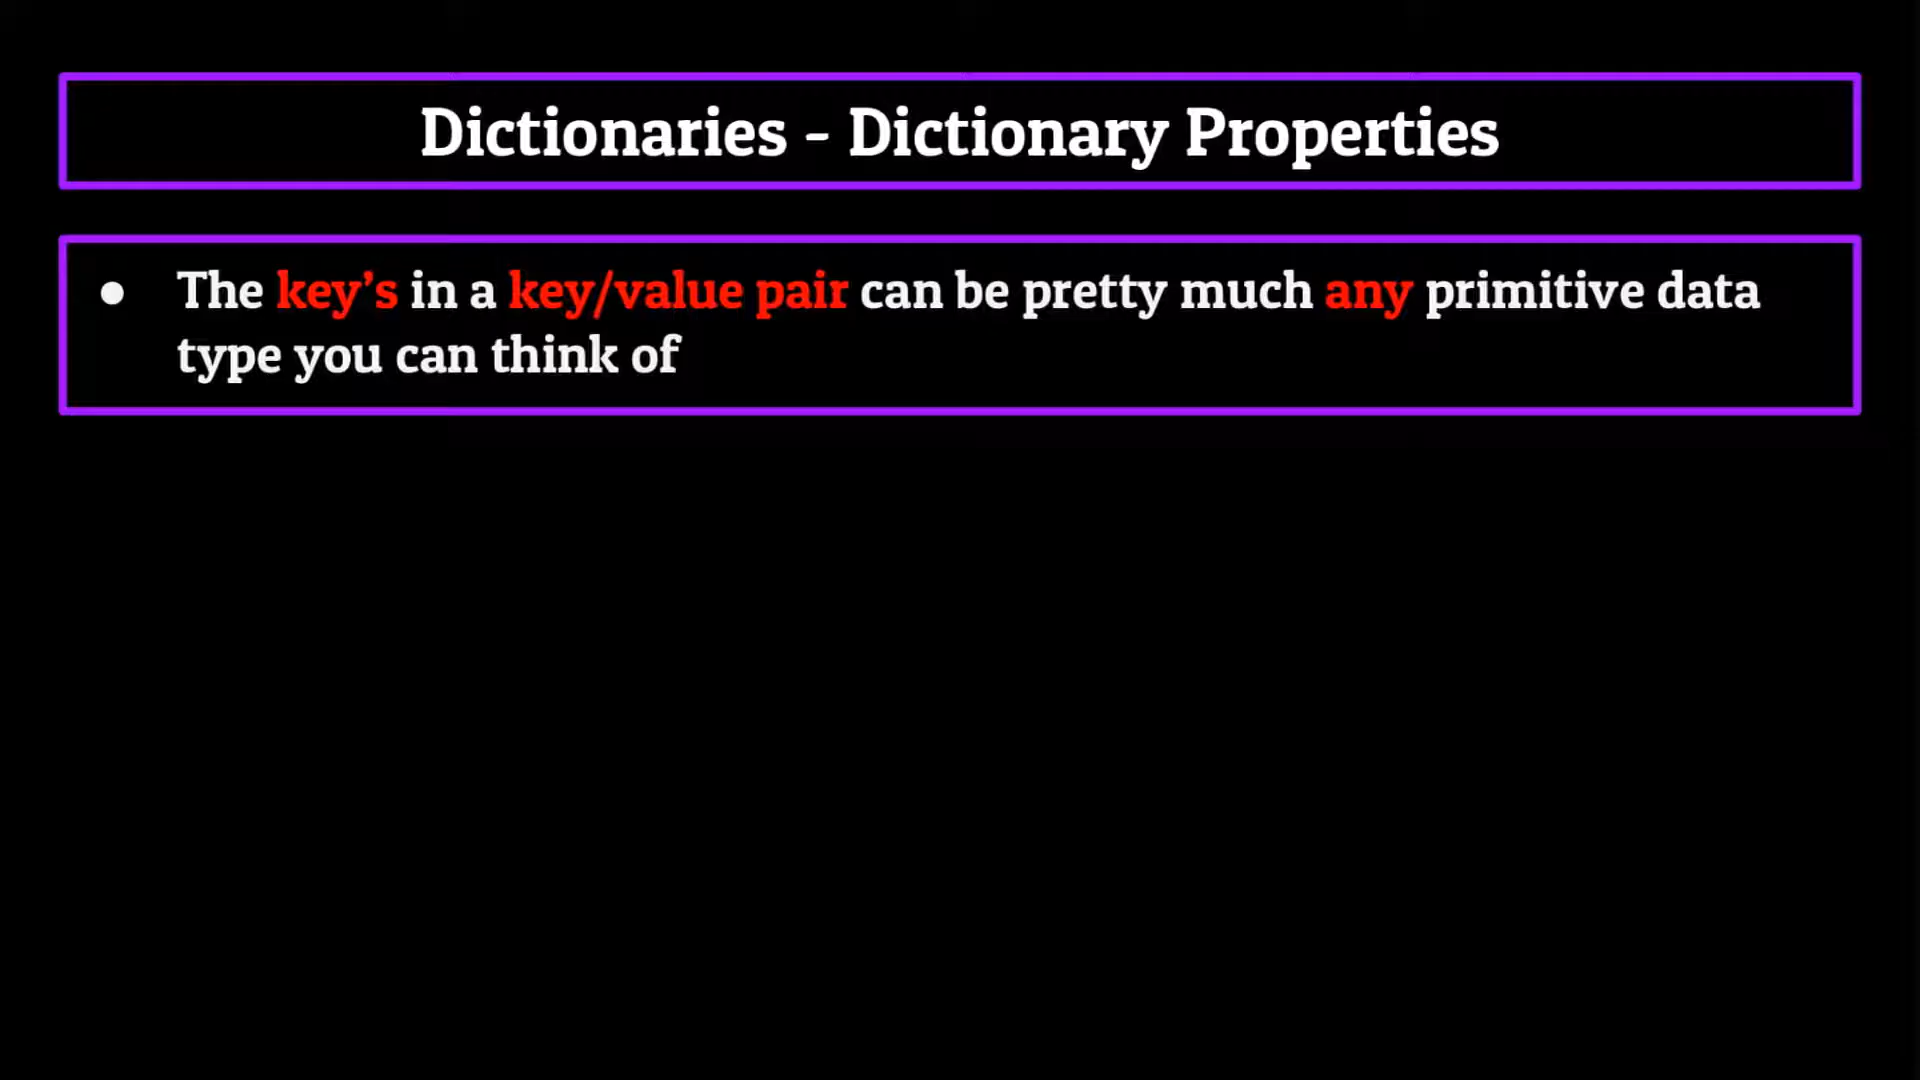 Dictionaries - Dictionary Properties
● The key’s in a key/value pair can be pretty much any primitive data
type you can think of